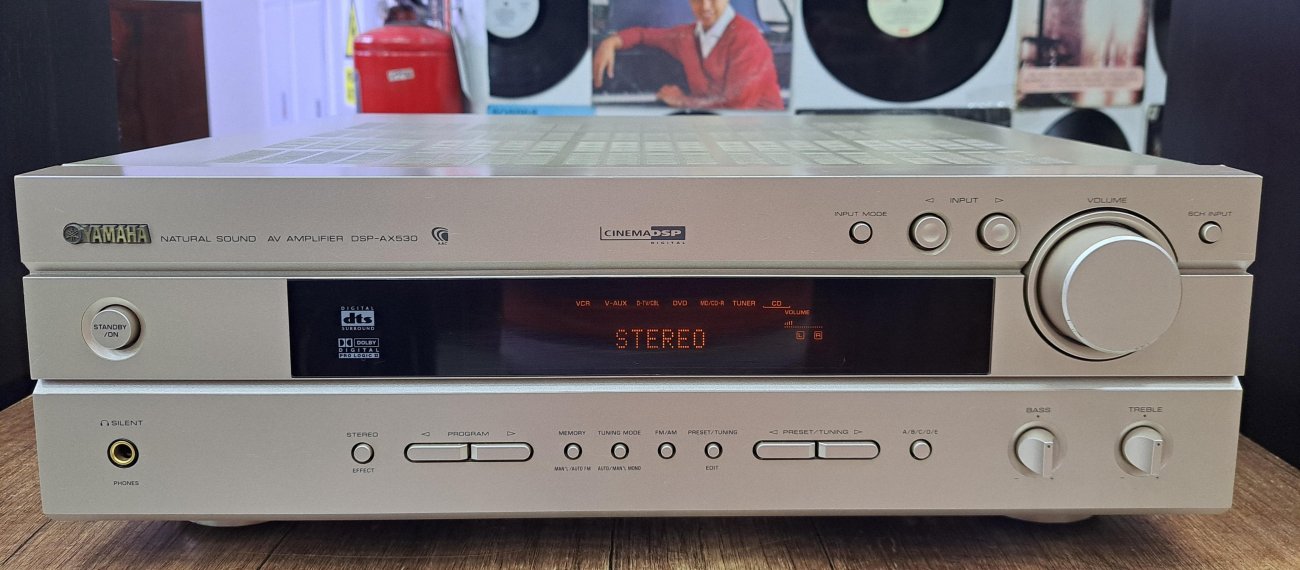 YAMAHA NATURAL SOUND AV AMPLIFIER DSP-AX530 AAC
CINEMA DSP
DIGITAL
INPUT MODE
◁ INPUT ▷
VOLUME
6CH INPUT
STANDBY
/ON
DIGITAL
dts
SURROUND
DOLBY
DIGITAL
PRO LOGIC II
VCR V-AUX D-TV/CBL DVD MD/CD-R TUNER CD
VOLUME
STEREO
L R
SILENT
PHONES
STEREO
EFFECT
◁ PROGRAM ▷
MEMORY
MAN'L/AUTO FM
TUNING MODE
AUTO/MAN'L MONO
FM/AM
PRESET/TUNING
EDIT
◁ PRESET/TUNING ▷
A/B/C/D/E
BASS
- +
TREBLE
- +